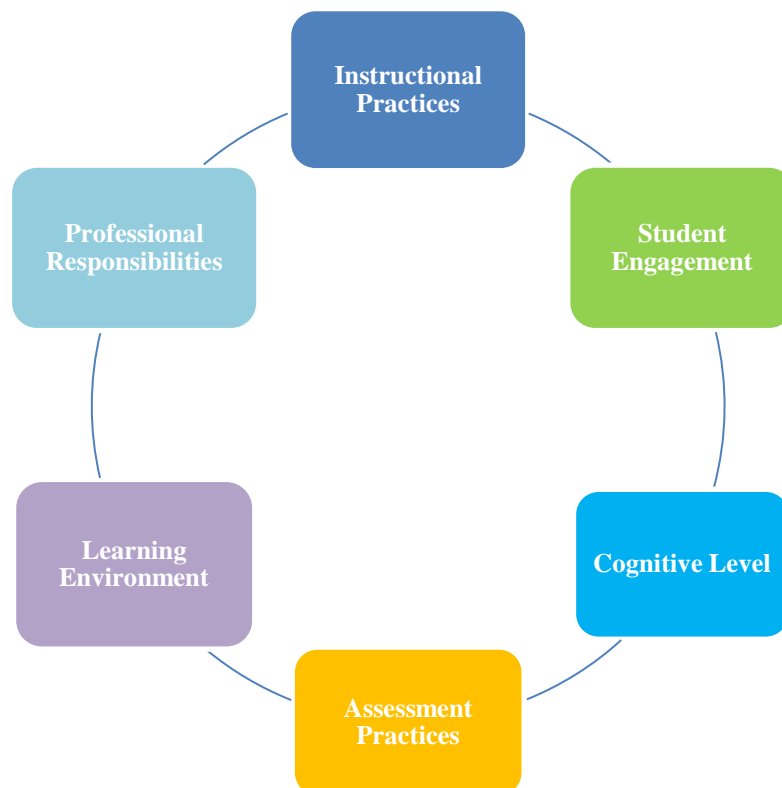 Instructional
Practices
Student
Engagement
Cognitive Level
Assessment
Practices
Learning
Environment
Professional
Responsibilities